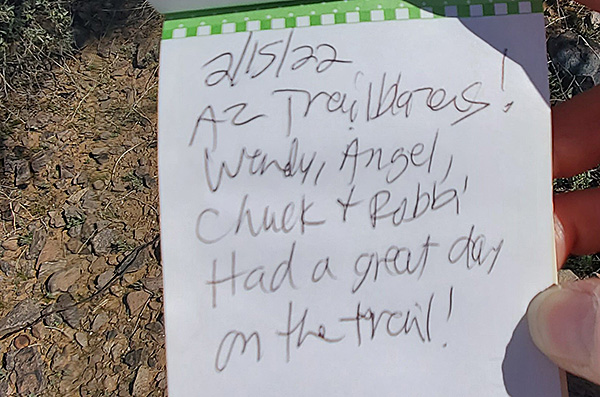 2/15/22
AZ Trailblazers!
Wendy, Angel,
Chuck + Robbi
Had a great day
on the trail!